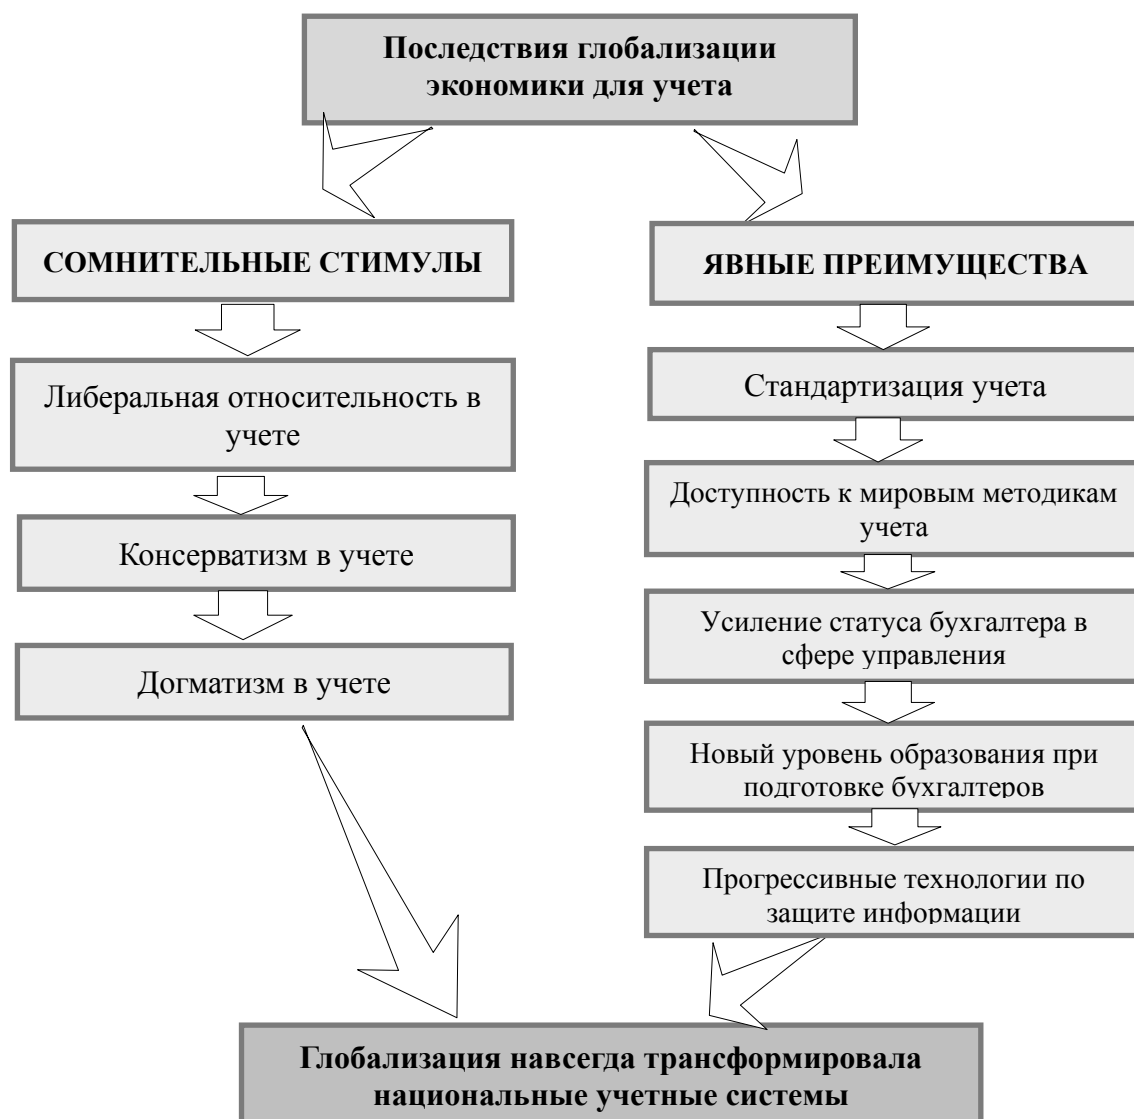 Последствия глобализации
экономики для учета
СОМНИТЕЛЬНЫЕ СТИМУЛЫ
Либеральная относительность в
учете
Консерватизм в учете
Догматизм в учете
ЯВНЫЕ ПРЕИМУЩЕСТВА
Стандартизация учета
Доступность к мировым методикам
учета
Усиление статуса бухгалтера в
сфере управления
Новый уровень образования при
подготовке бухгалтеров
Прогрессивные технологии по
защите информации
Глобализация навсегда трансформировала
национальные учетные системы